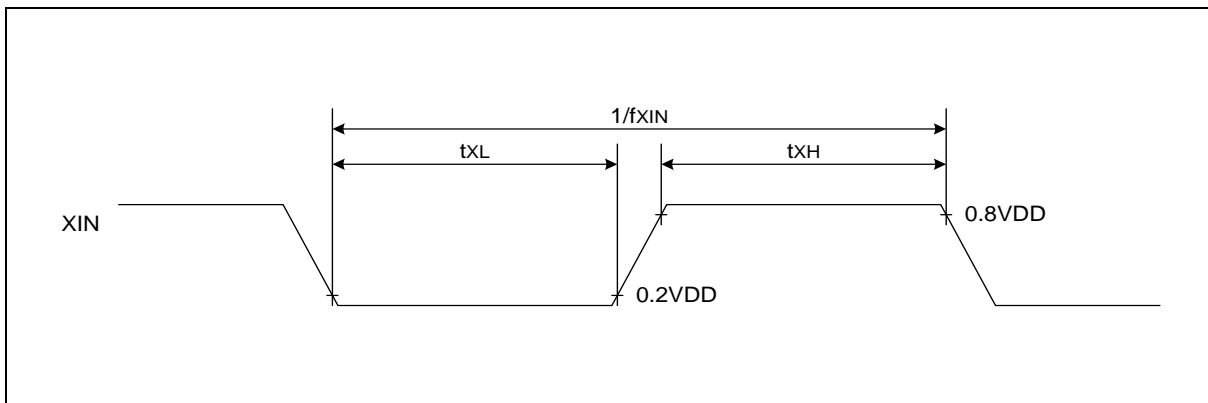 1/fXIN
tXL
tXH
XIN
0.8VDD
0.2VDD